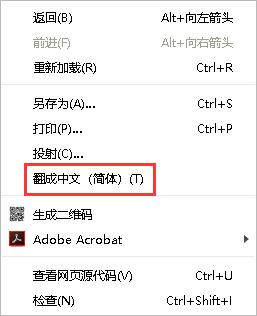 返回(B) Alt+向左箭头
前进(F) Alt+向右箭头
重新加载(R) Ctrl+R
另存为(A)... Ctrl+S
打印(P)... Ctrl+P
投射(C)...
翻成中文（简体）(T)
生成二维码
Adobe Acrobat
查看网页源代码(V) Ctrl+U
检查(N) Ctrl+Shift+I